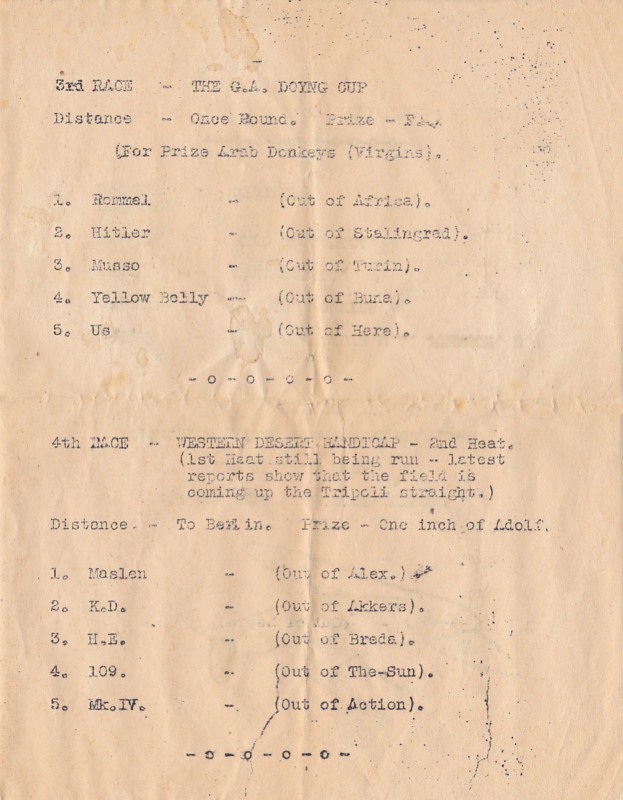 3rd RACE - THE G.A. DOYNG CUP
Distance - Once Round. Prize -
(For Prize Arab Donkeys (Virgins).
1. Rommel - (Out of Africa).
2. Hitler - (Out of Stalingrad).
3. Musso - (Out of Turin).
4. Yellow Belly - (Out of Buna).
5. Us - (Out of Here).
-o-o-o-o-
4th RACE - WESTERN DESERT HANDICAP - 2nd Heat.
(1st Heat still being run - latest
reports show that the field is
coming up the Tripoli straight.)
Distance. - To Berlin. Prize - One inch of Adolf.
1. Maslen - (Out of Alex.)
2. K.D. - (Out of Akkers).
3. H.E. - (Out of Breda).
4. 109. - (Out of The-Sun).
5. Mk.IV. - (Out of Action).
-o-o-o-o-